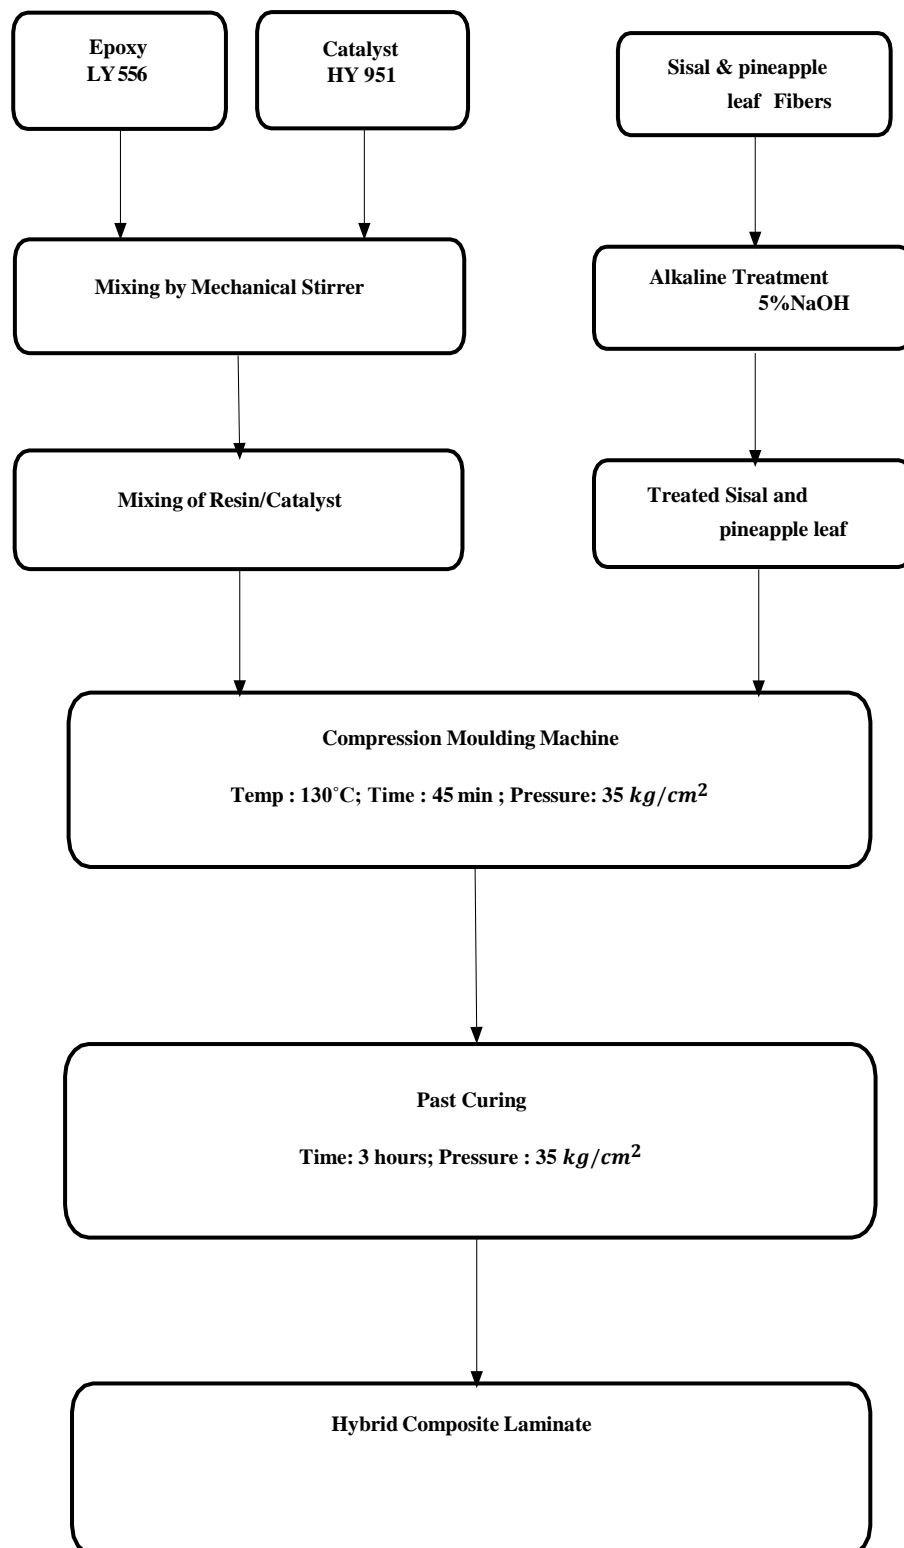 Epoxy
LY 556
Catalyst
HY 951
Sisal & pineapple
leaf Fibers
Mixing by Mechanical Stirrer
Alkaline Treatment
5%NaOH
Mixing of Resin/Catalyst
Treated Sisal and
pineapple leaf
Compression Moulding Machine
Temp : 130°C; Time : 45 min ; Pressure: 35 kg/cm²
Past Curing
Time: 3 hours; Pressure : 35 kg/cm²
Hybrid Composite Laminate